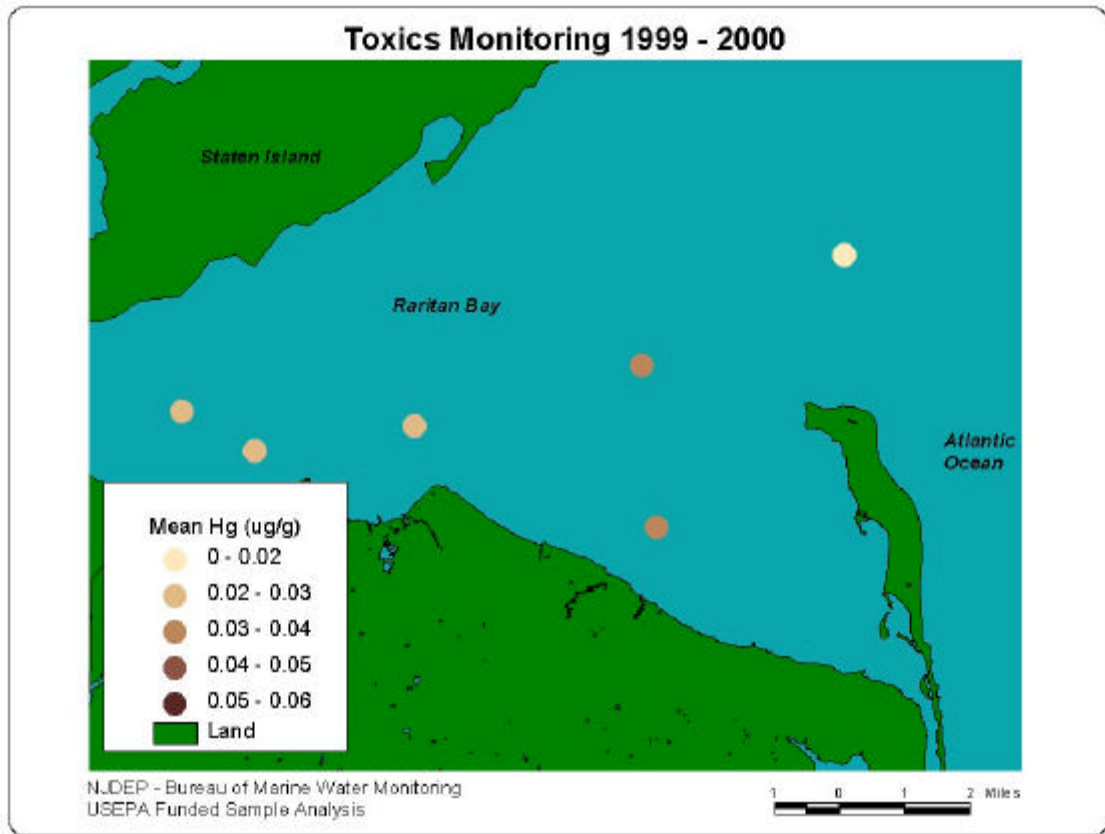 Toxics Monitoring 1999 - 2000
Staten Island
Raritan Bay
Atlantic
Ocean
Mean Hg (ug/g)
0 - 0.02
0.02 - 0.03
0.03 - 0.04
0.04 - 0.05
0.05 - 0.06
Land
NJDEP - Bureau of Marine Water Monitoring
USEPA Funded Sample Analysis
1 0 1 2 Miles